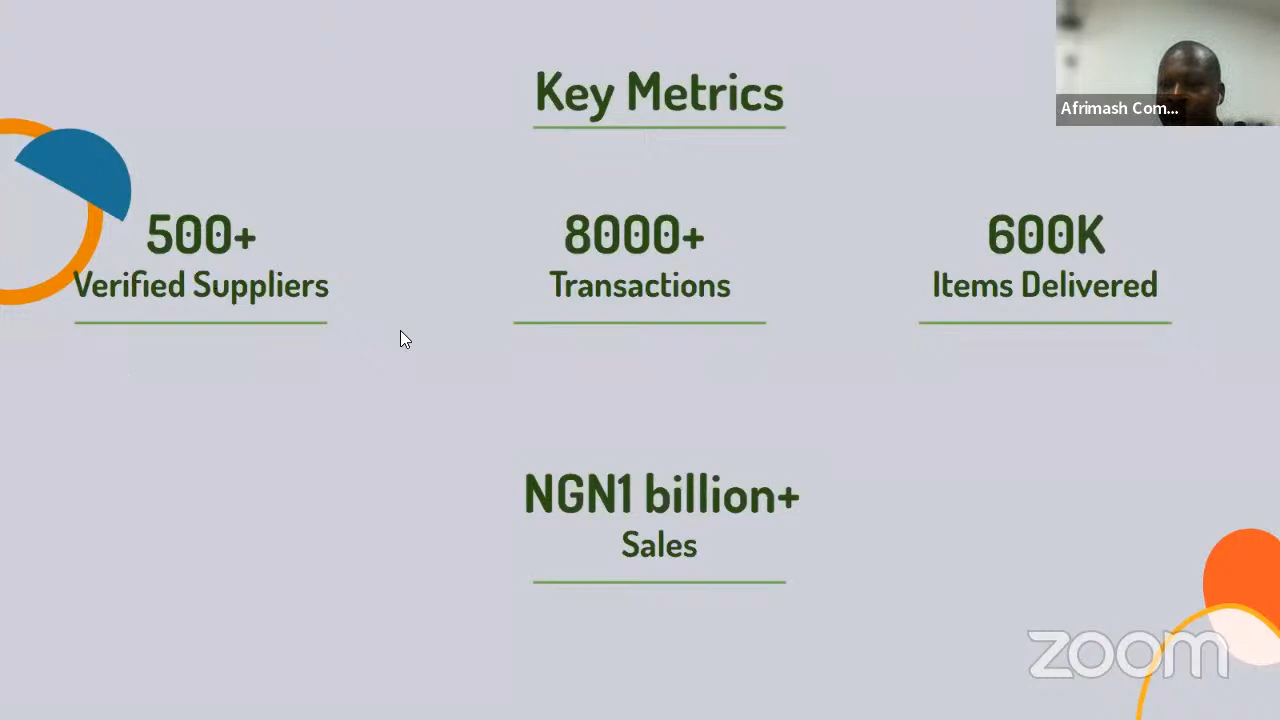 Key Metrics
Afrimash Com...
500+
Verified Suppliers
8000+
Transactions
600K
Items Delivered
NGN1 billion+
Sales
zoom